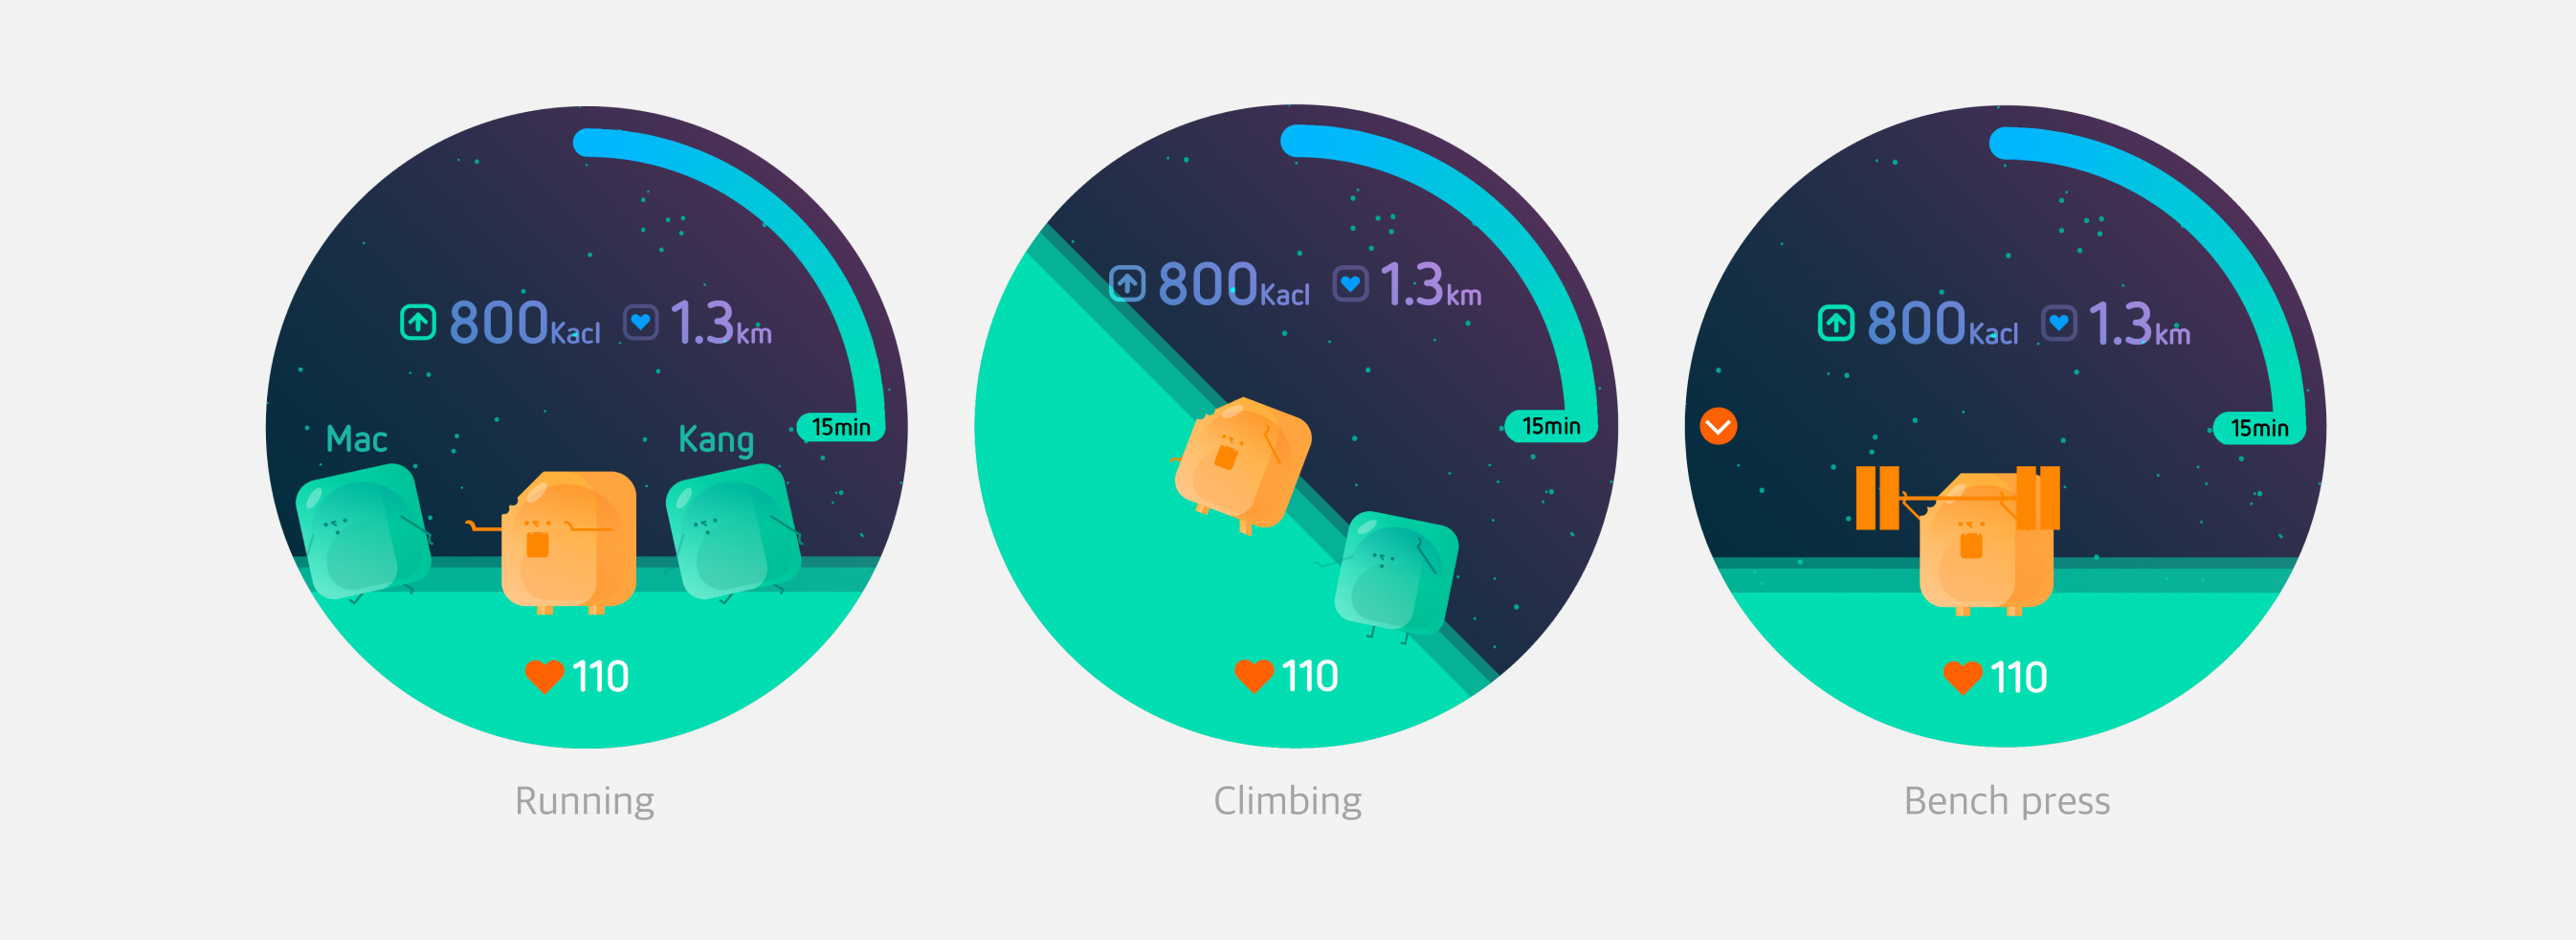 800Kacl 1.3km
Mac
Kang
15min
110
Running
800Kacl 1.3km
15min
110
Climbing
800Kacl 1.3km
15min
110
Bench press